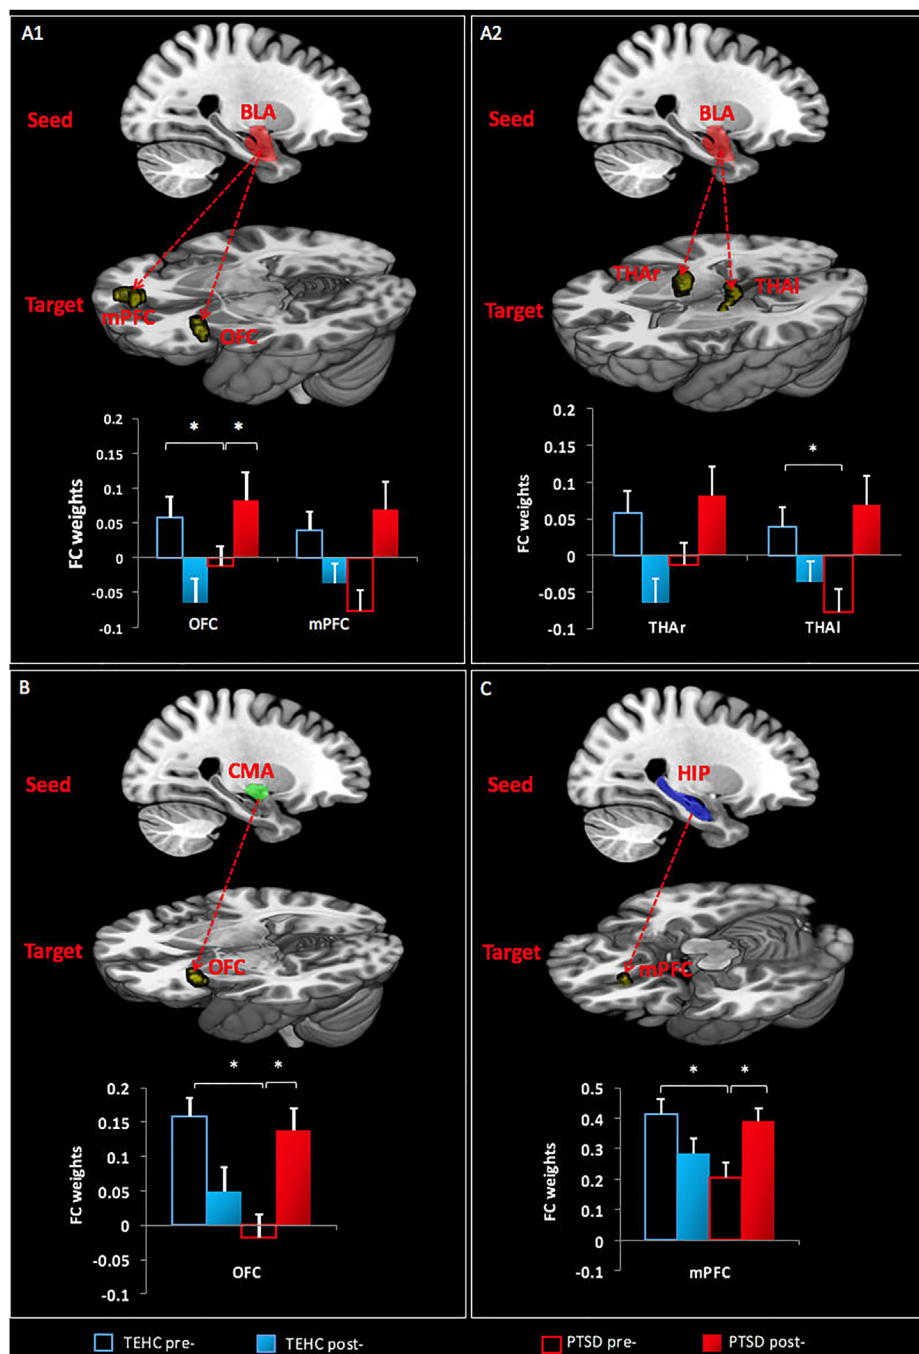 A1
BLA
Seed
Target
mPFC
OFC
0.2
*
*
0.15
0.1
0.05
0
-0.05
-0.1
FC weights
OFC
mPFC
A2
BLA
Seed
THAr
THAl
Target
0.2
0.15
*
0.1
0.05
0
-0.05
-0.1
FC weights
THAr
THAl
B
CMA
Seed
Target
OFC
*
*
0.2
0.15
0.1
0.05
0
-0.05
-0.1
FC weights
OFC
C
HIP
Seed
Target
mPFC
*
*
0.5
0.4
0.3
0.2
0.1
0
-0.1
FC weights
mPFC
TEHC pre-
TEHC post-
PTSD pre-
PTSD post-